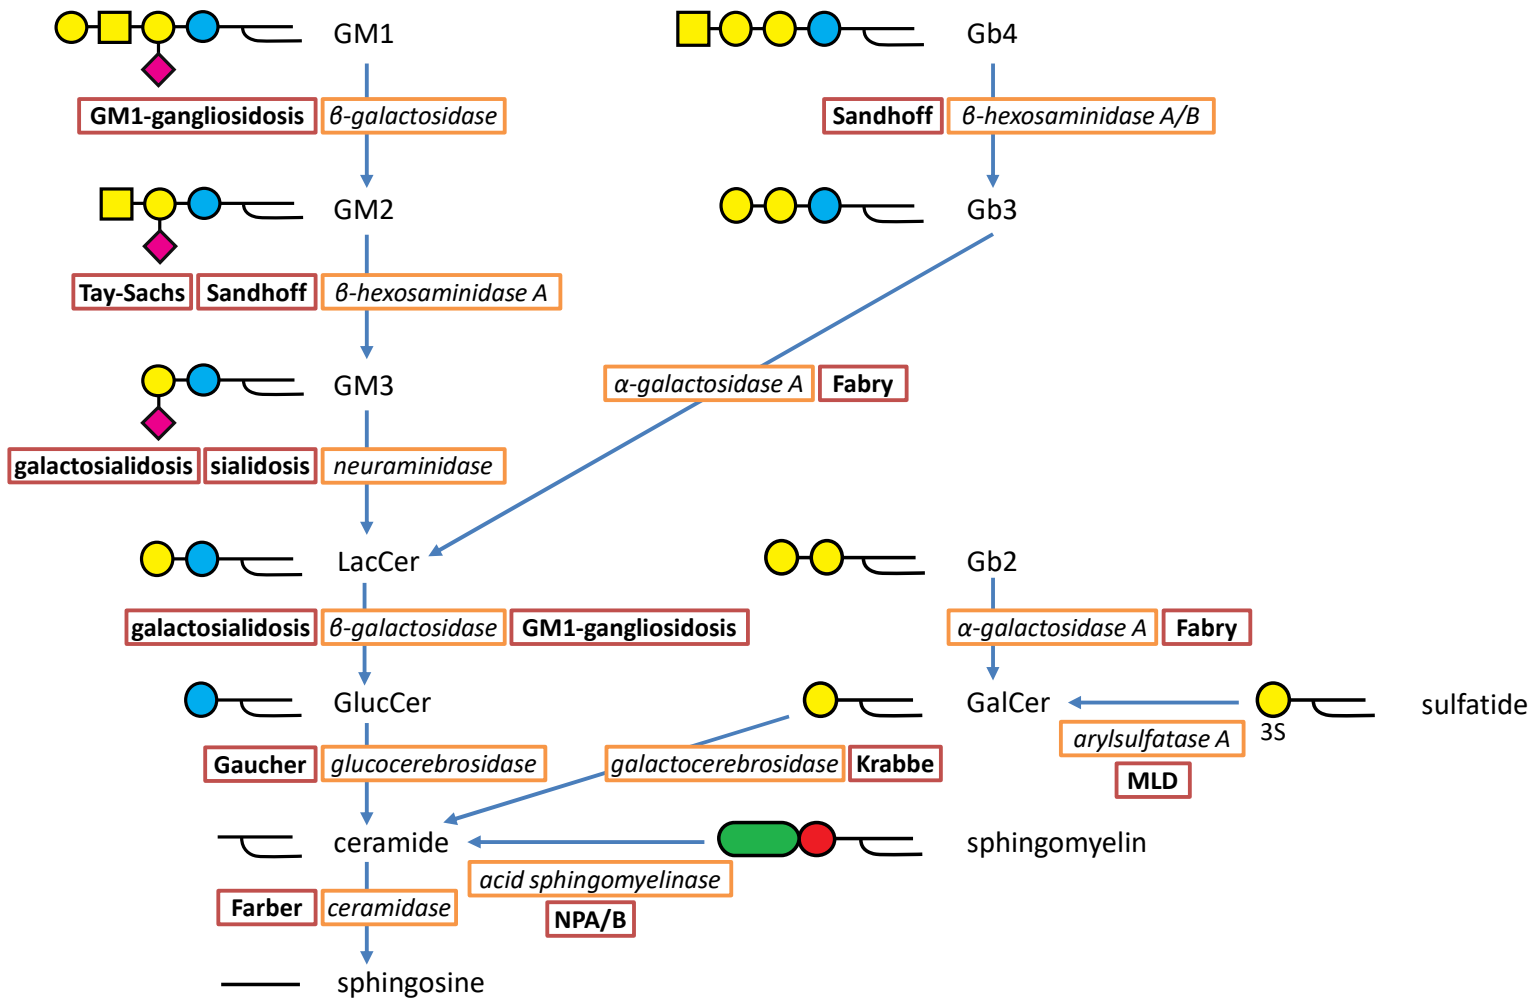 GM1
Gb4
GM1-gangliosidosis β-galactosidase
Sandhoff β-hexosaminidase A/B
GM2
Gb3
Tay-Sachs Sandhoff β-hexosaminidase A
GM3
α-galactosidase A Fabry
galactosialidosis sialidosis neuraminidase
LacCer
Gb2
galactosialidosis β-galactosidase GM1-gangliosidosis
α-galactosidase A Fabry
GlucCer
GalCer
sulfatide
3S
arylsulfatase A
MLD
Gaucher glucocerebrosidase
galactocerebrosidase Krabbe
ceramide
sphingomyelin
acid sphingomyelinase
NPA/B
Farber ceramidase
sphingosine